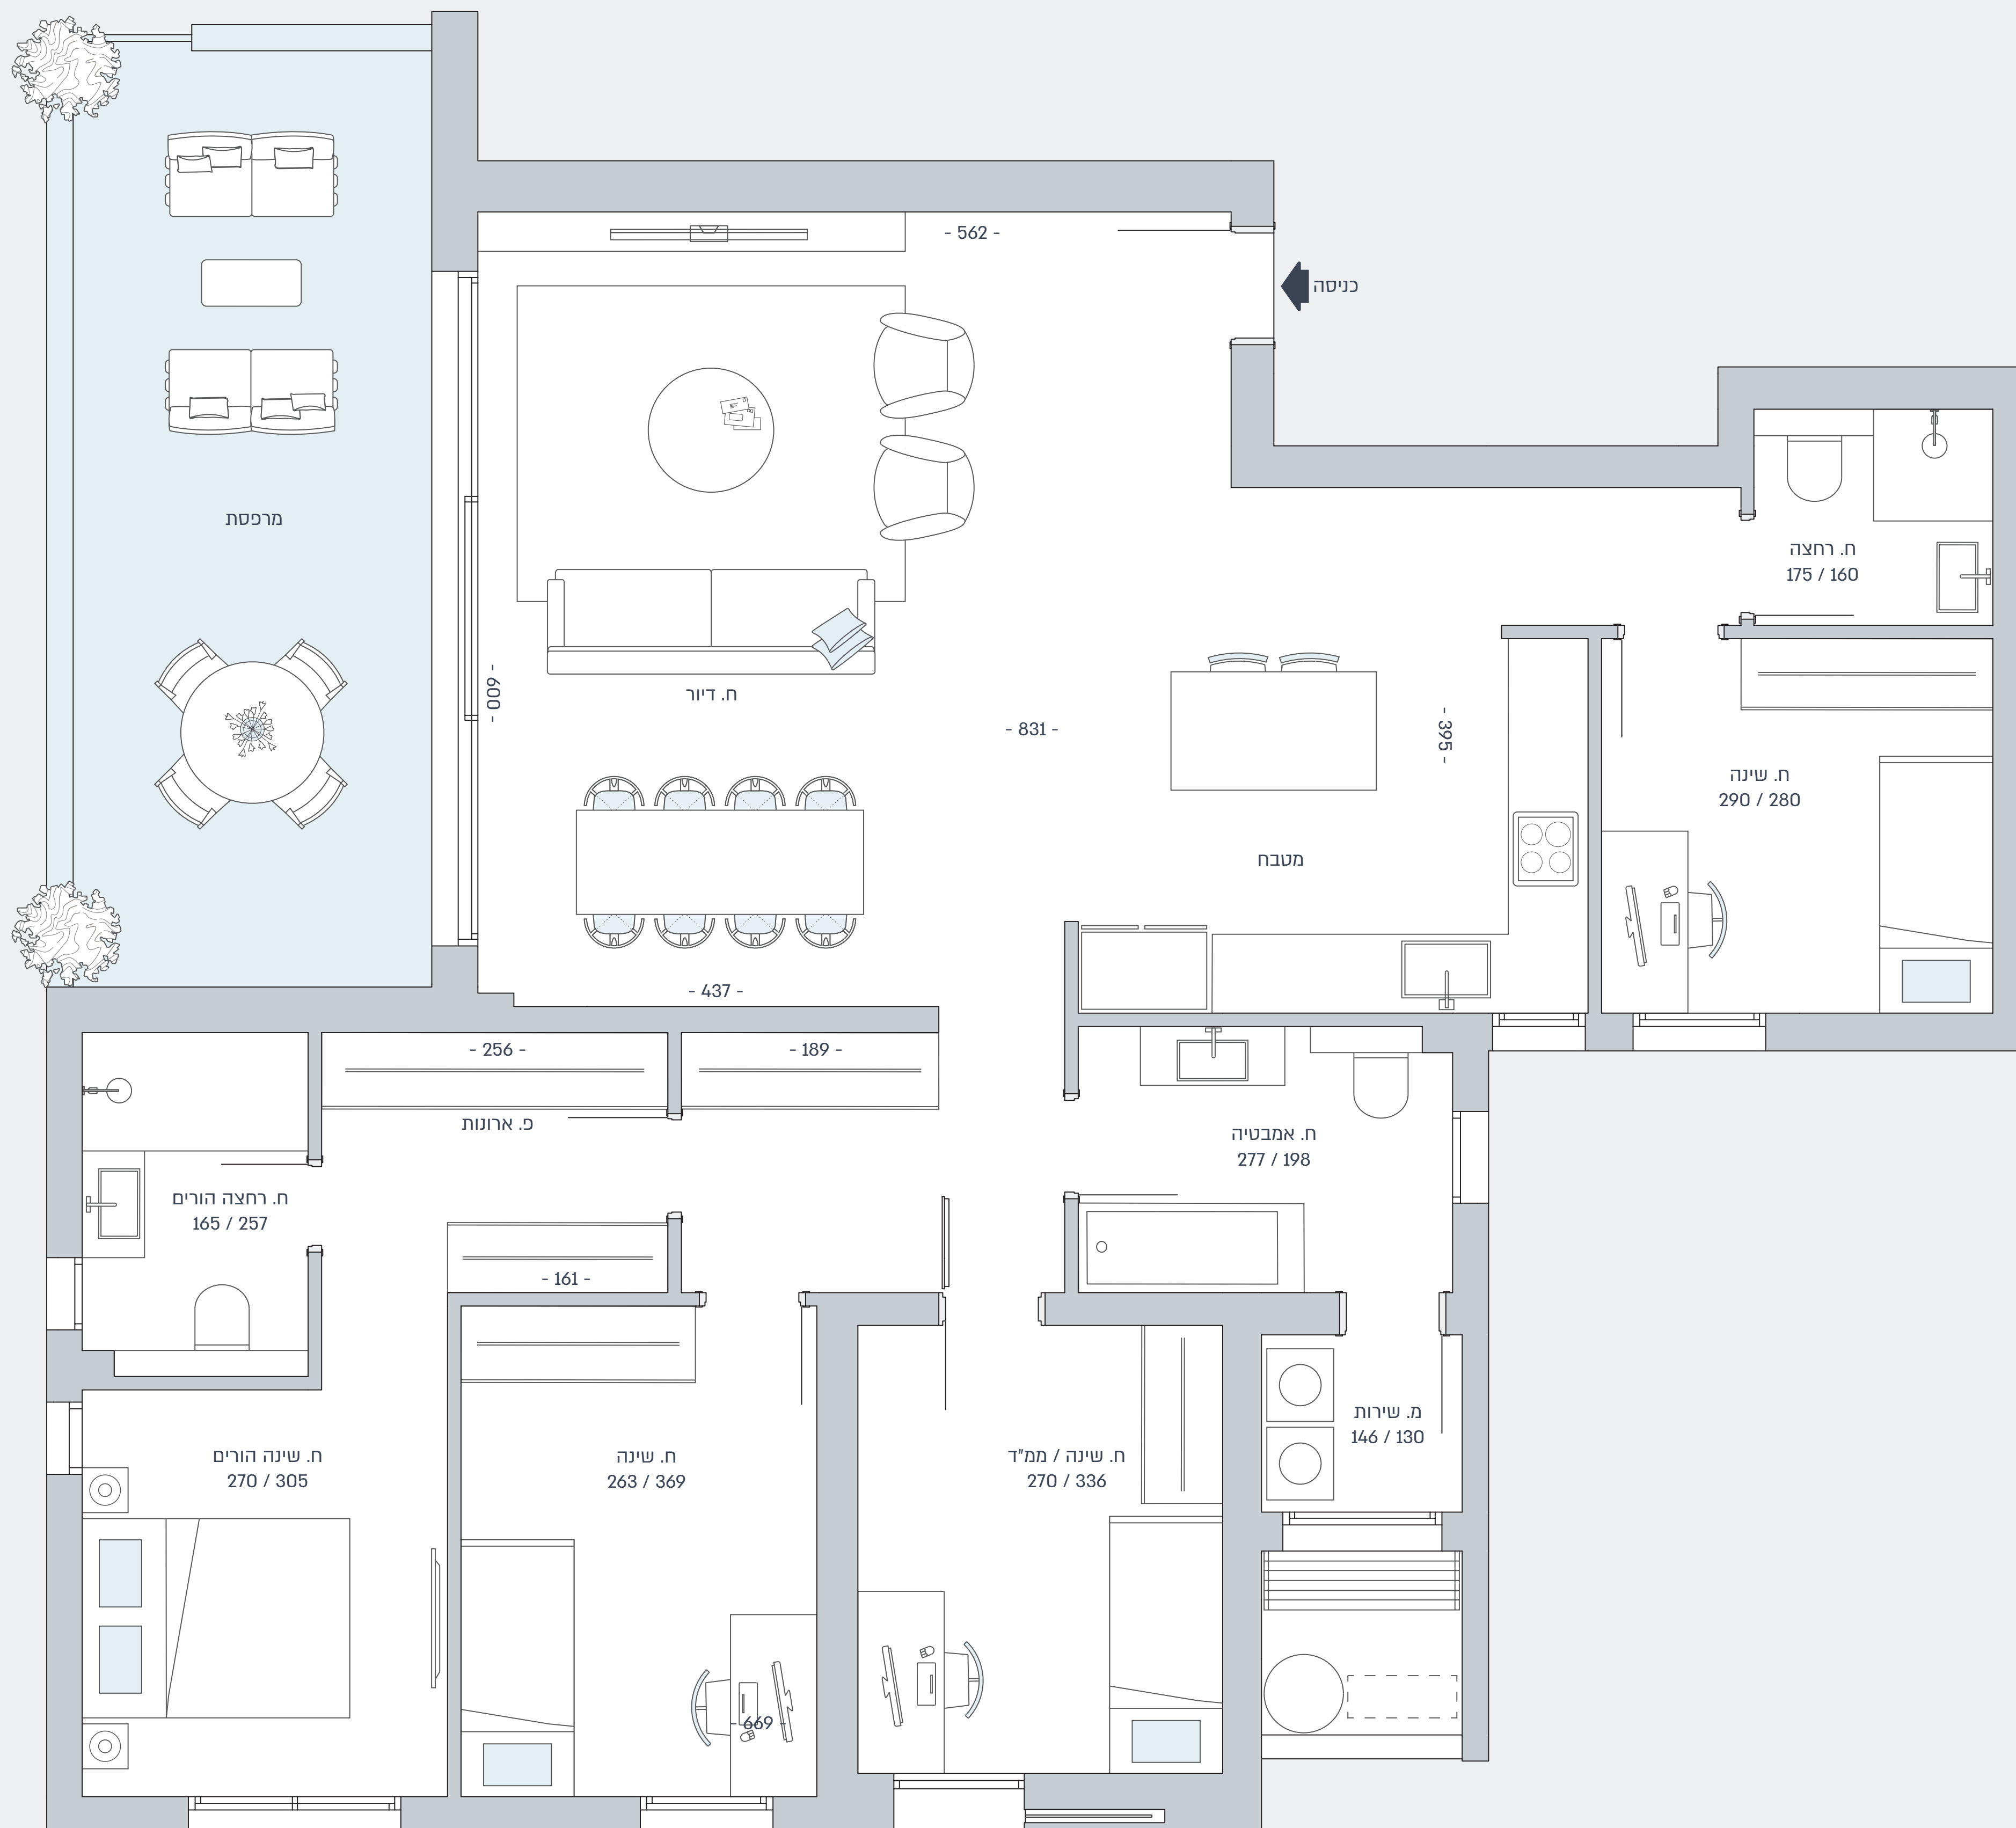 - 562 -
כניסה
מרפסת
ח. רחצה
175 / 160
- 600 -
ח. דיור
- 831 -
- 395 -
ח. שינה
290 / 280
מטבח
- 437 -
- 256 -
- 189 -
פ. ארונות
ח. אמבטיה
277 / 198
ח. רחצה הורים
165 / 257
- 161 -
מ. שירות
146 / 130
ח. שינה הורים
270 / 305
ח. שינה
263 / 369
ח. שינה / ממ"ד
270 / 336
- 669 -